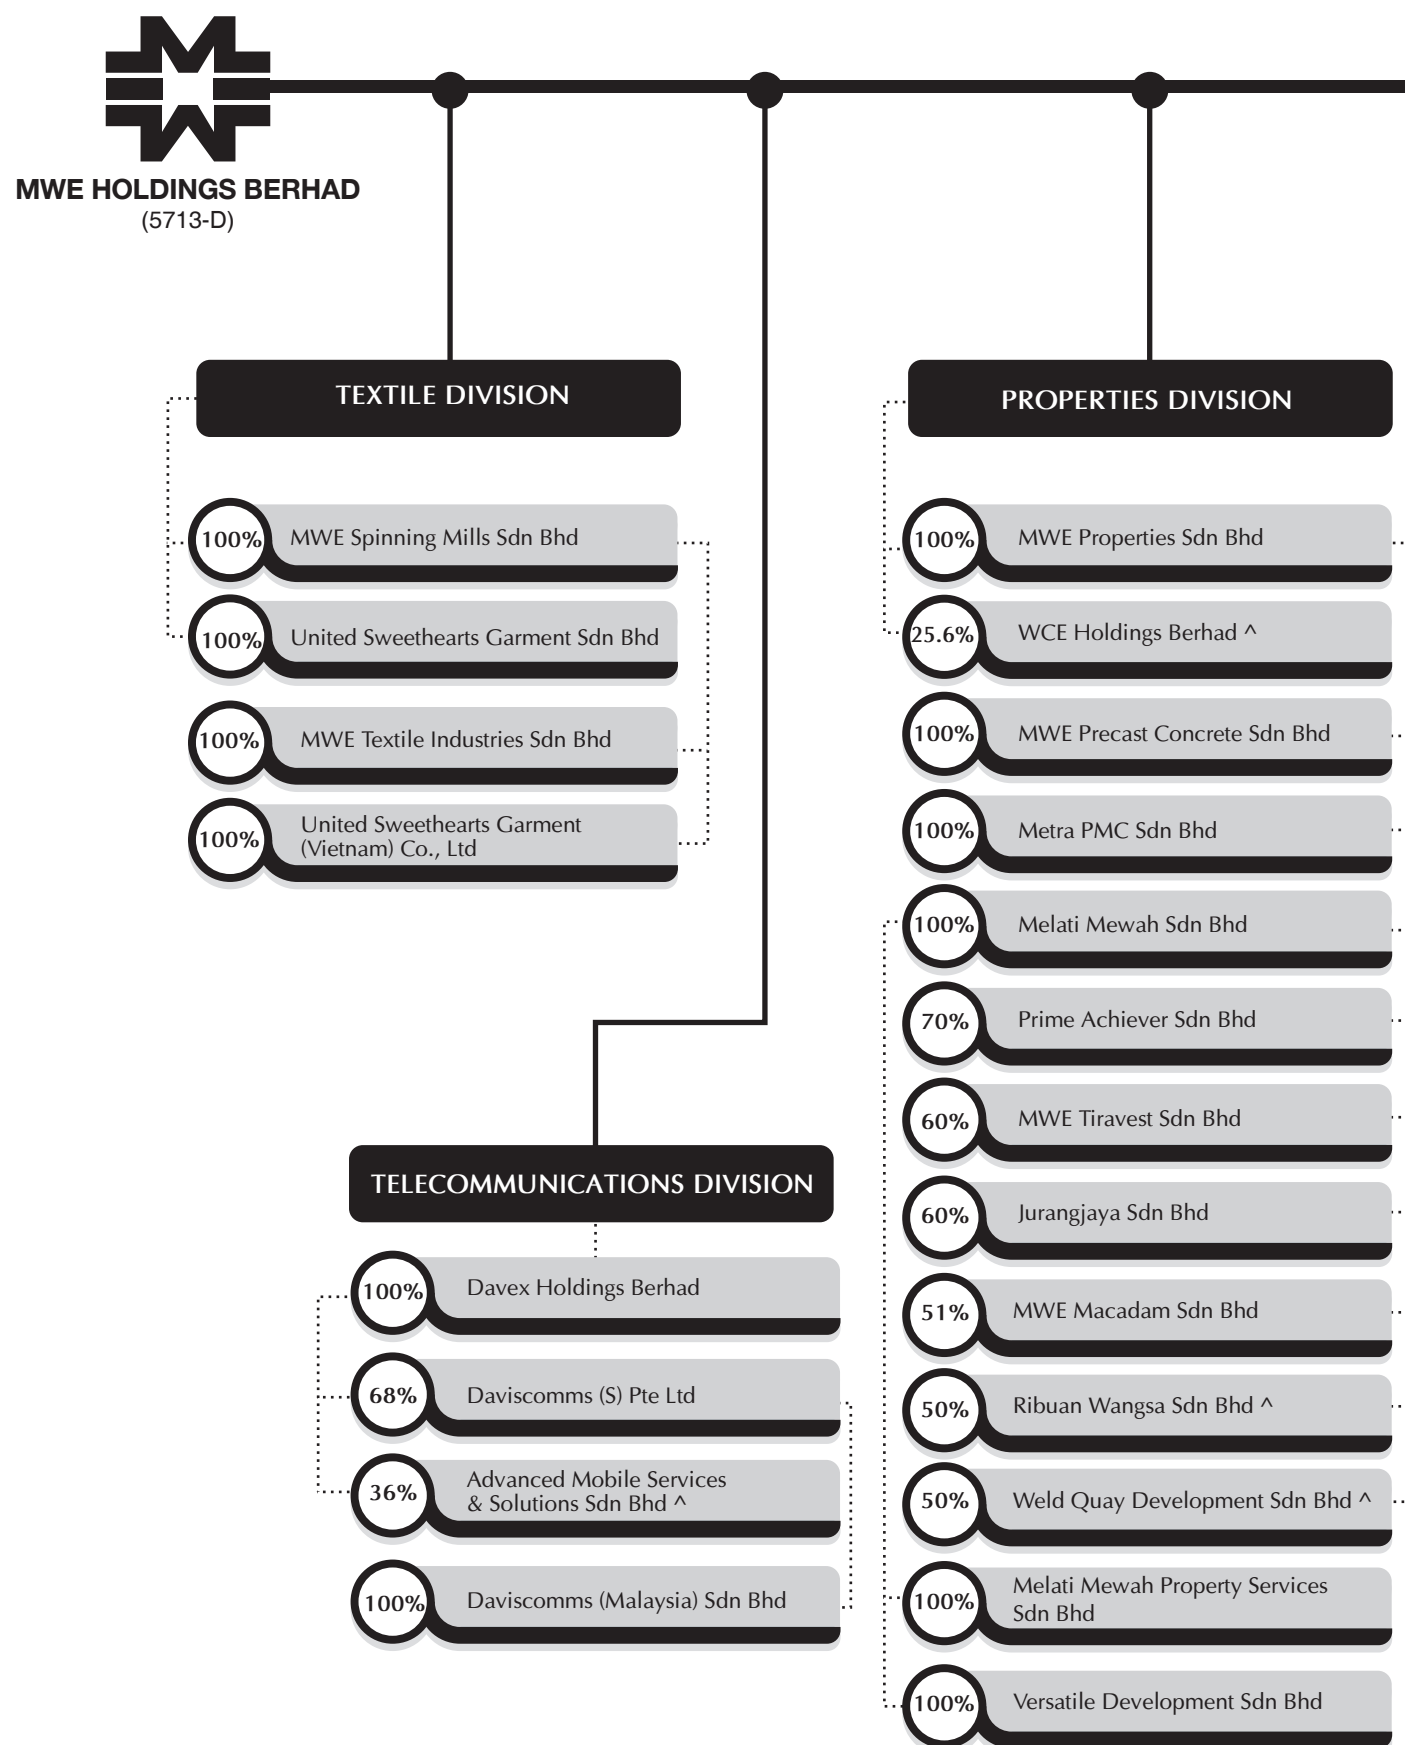 MWE HOLDINGS BERHAD
(5713-D)
TEXTILE DIVISION
100% MWE Spinning Mills Sdn Bhd
100% United Sweethearts Garment Sdn Bhd
100% MWE Textile Industries Sdn Bhd
100% United Sweethearts Garment
(Vietnam) Co., Ltd
TELECOMMUNICATIONS DIVISION
100% Davex Holdings Berhad
68% Daviscomms (S) Pte Ltd
36% Advanced Mobile Services
& Solutions Sdn Bhd ^
100% Daviscomms (Malaysia) Sdn Bhd
PROPERTIES DIVISION
100% MWE Properties Sdn Bhd
25.6% WCE Holdings Berhad ^
100% MWE Precast Concrete Sdn Bhd
100% Metra PMC Sdn Bhd
100% Melati Mewah Sdn Bhd
70% Prime Achiever Sdn Bhd
60% MWE Tiravest Sdn Bhd
60% Jurangjaya Sdn Bhd
51% MWE Macadam Sdn Bhd
50% Ribuan Wangsa Sdn Bhd ^
50% Weld Quay Development Sdn Bhd ^
100% Melati Mewah Property Services
Sdn Bhd
100% Versatile Development Sdn Bhd